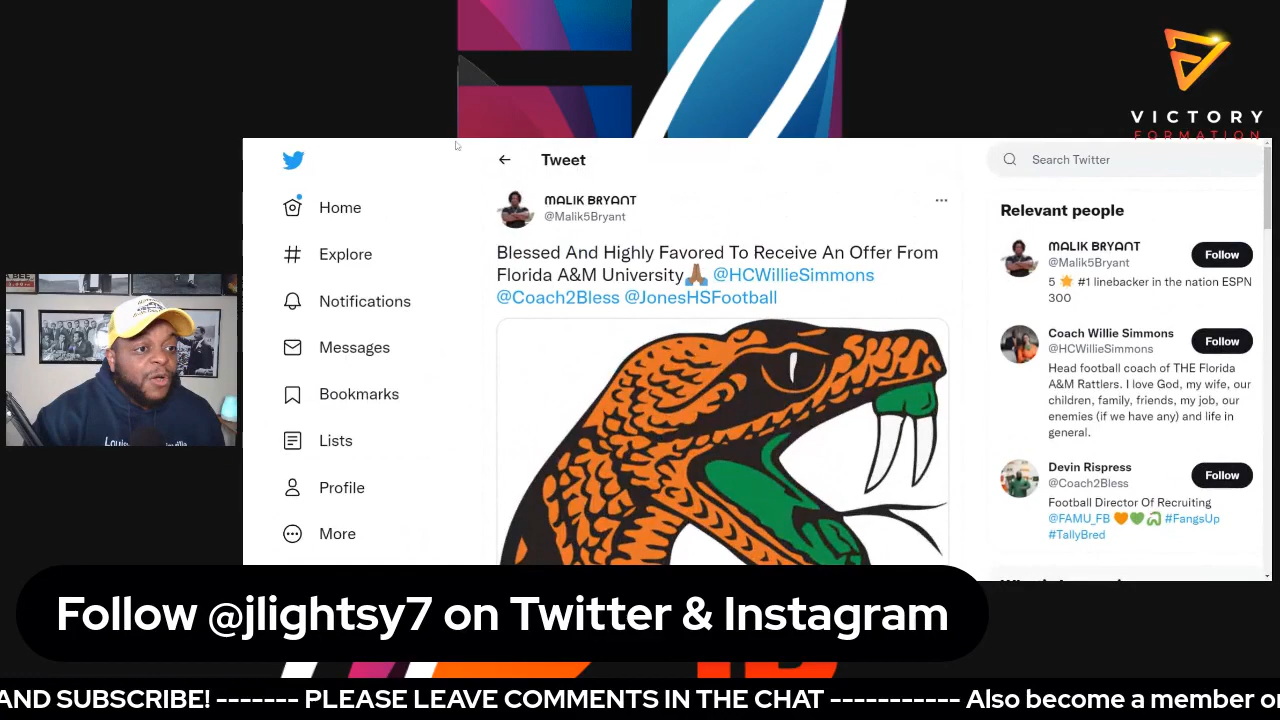 VICTORY
FORMATION
Tweet
Search Twitter
Home
Explore
Notifications
Messages
Bookmarks
Lists
Profile
More
MALIK BRYANT
@Malik5Bryant
Blessed And Highly Favored To Receive An Offer From
Florida A&M University🙏🏾 @HCWillieSimmons
@Coach2Bless @JonesHSFootball
Relevant people
MALIK BRYANT
@Malik5Bryant
Follow
5 ⭐ #1 linebacker in the nation ESPN
300
Coach Willie Simmons
@HCWillieSimmons
Follow
Head football coach of THE Florida
A&M Rattlers. I love God, my wife, our
children, family, friends, my job, our
enemies (if we have any) and life in
general.
Devin Rispress
@Coach2Bless
Follow
Football Director Of Recruiting
@FAMU_FB 🧡💚🐍 #FangsUp
#TallyBred
Follow @jlightsy7 on Twitter & Instagram
AND SUBSCRIBE! ------- PLEASE LEAVE COMMENTS IN THE CHAT ----------- Also become a member o